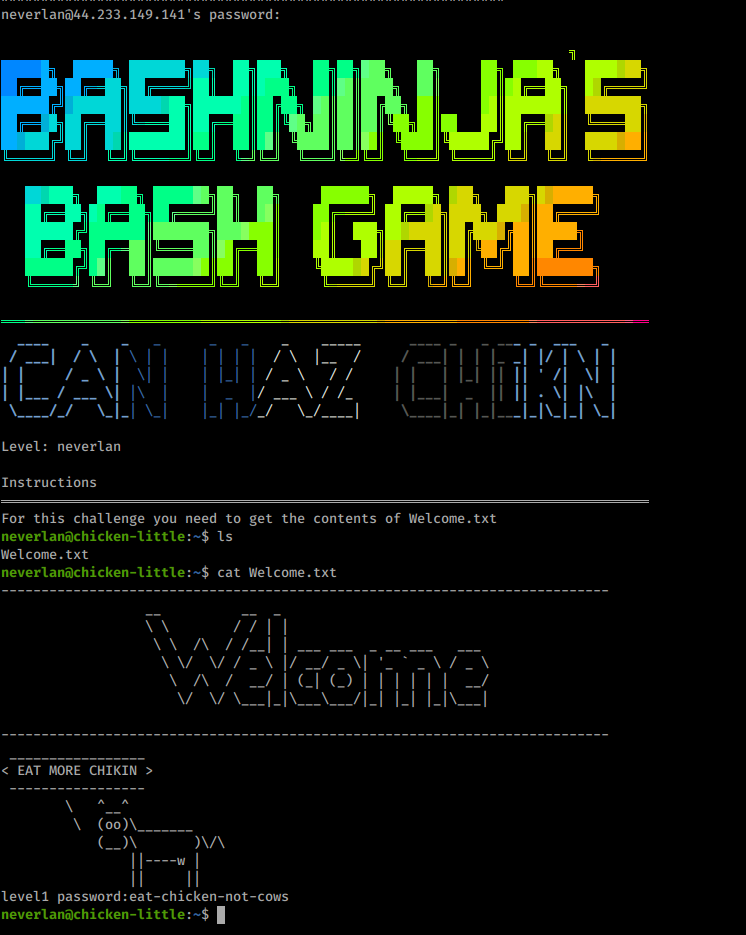 neverlan@44.233.149.141's password:
BASHNINJAS
BASH GAME
CAN HAZ CHIKN
Level: neverlan
Instructions
For this challenge you need to get the contents of Welcome.txt
neverlan@chicken-little:~$ ls
Welcome.txt
neverlan@chicken-little:~$ cat Welcome.txt
Welcome
< EAT MORE CHIKIN >
level1 password:eat-chicken-not-cows
neverlan@chicken-little:~$